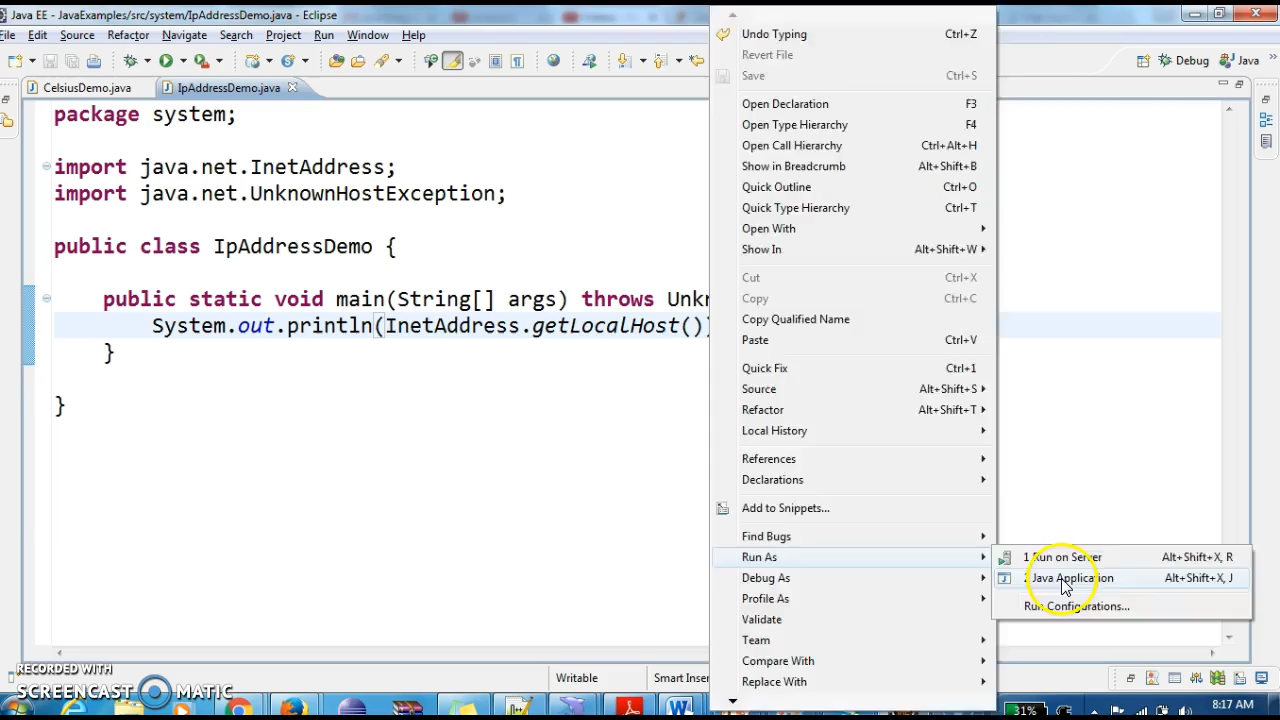 Java EE - JavaExamples/src/system/IpAddressDemo.java - Eclipse
File Edit Source Refactor Navigate Search Project Run Window Help
Debug Java
CelsiusDemo.java IpAddressDemo.java
package system;
import java.net.InetAddress;
import java.net.UnknownHostException;
public class IpAddressDemo {
public static void main(String[] args) throws
System.out.println(InetAddress.getLocalHost())
}
}
Undo Typing Ctrl+Z
Revert File
Save Ctrl+S
Open Declaration F3
Open Type Hierarchy F4
Open Call Hierarchy Ctrl+Alt+H
Show in Breadcrumb Alt+Shift+B
Quick Outline Ctrl+O
Quick Type Hierarchy Ctrl+T
Open With
Show In Alt+Shift+W
Cut Ctrl+X
Copy Ctrl+C
Copy Qualified Name
Paste Ctrl+V
Quick Fix Ctrl+1
Source Alt+Shift+S
Refactor Alt+Shift+T
Local History
References
Declarations
Add to Snippets...
Find Bugs
Run As
Debug As
Profile As
Validate
Team
Compare With
Replace With
1 Run on Server Alt+Shift+X, R
2 Java Application Alt+Shift+X, J
Run Configurations...
Writable Smart
RECORDED WITH
SCREENCAST MATIC
31% 8:17 AM